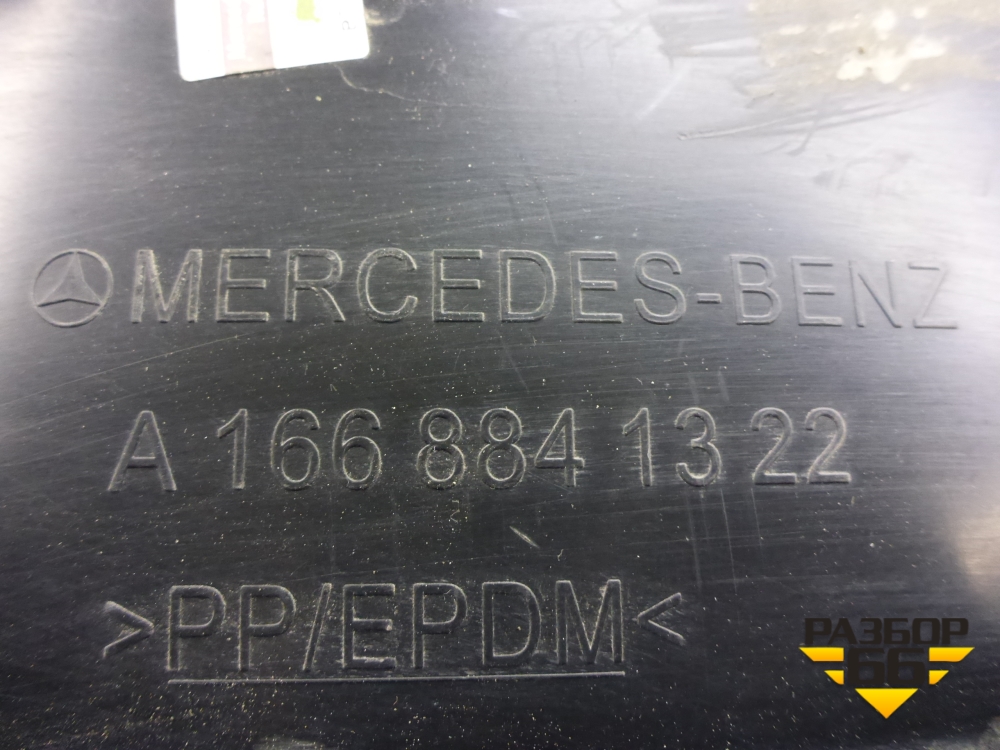 MERCEDES-BENZ
A 166 884 13 22
>PP/EPDM<
РАЗБОР
66